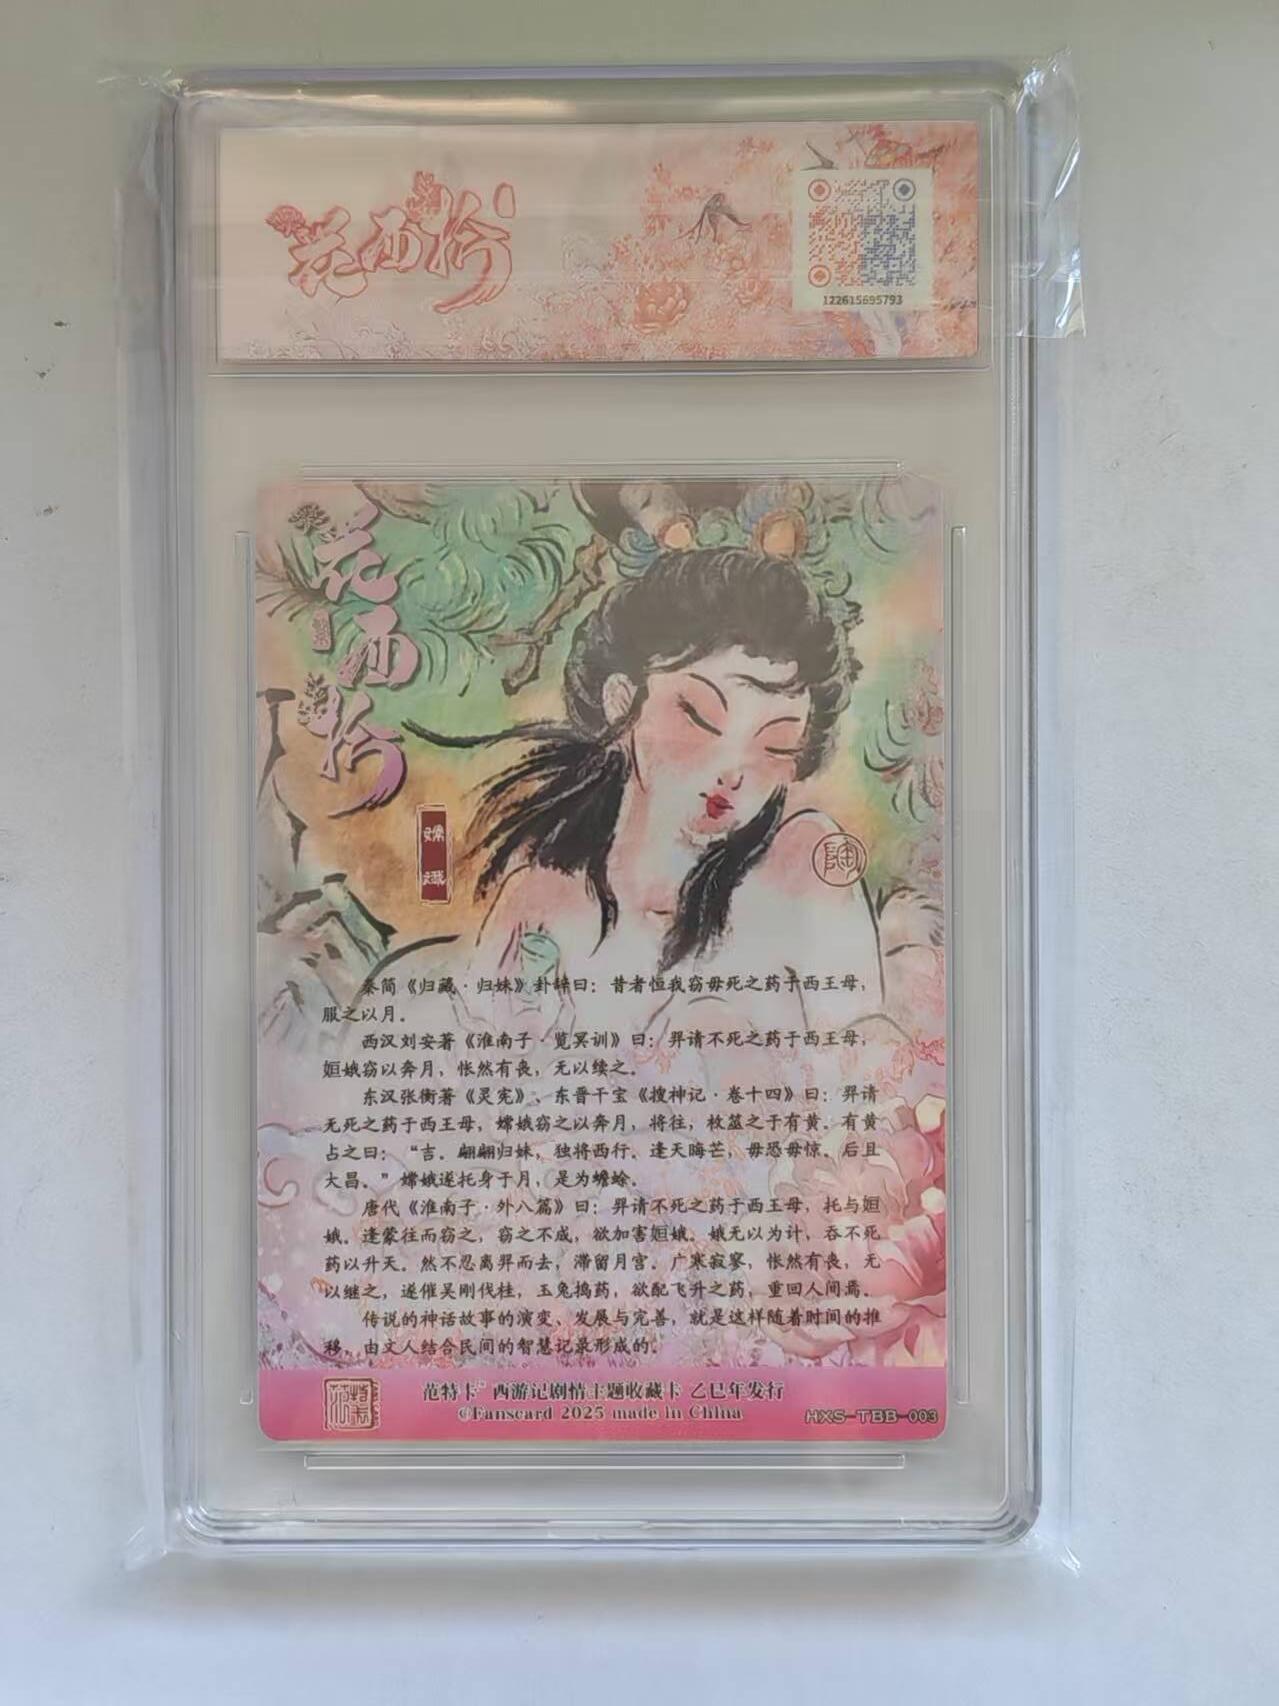 花西衿
122615695793
花西衿
嫦娥
陶
秦简《归藏·归妹》卦辞曰：昔者恒我窃毋死之药于西王母，
服之以月。
西汉刘安著《淮南子·览冥训》曰：羿请不死之药于西王母，
姮娥窃以奔月，怅然有丧，无以续之。
东汉张衡著《灵宪》、东晋干宝《搜神记·卷十四》曰：羿请
无死之药于西王母，嫦娥窃之以奔月，将往，枚筮之于有黄。有黄
占之曰：“吉。翩翩归妹，独将西行。逢天晦芒，毋恐毋惊。后且
大昌。”嫦娥遂托身于月，是为蟾蜍。
唐代《淮南子·外八篇》曰：羿请不死之药于西王母，托与姮
娥。逢蒙往而窃之，窃之不成，欲加害姮娥。娥无以为计，吞不死
药以升天。然不忍离羿而去，滞留月宫。广寒寂寥，怅然有丧，无
以继之，遂催吴刚伐桂，玉兔捣药，欲配飞升之药，重回人间焉。
传说的神话故事的演变、发展与完善，就是这样随着时间的推
移，由文人结合民间的智慧记录形成的。
范特卡 西游记剧情主题收藏卡 乙巳年发行
©Fanscard 2025 made in China
HXS-TBB-003